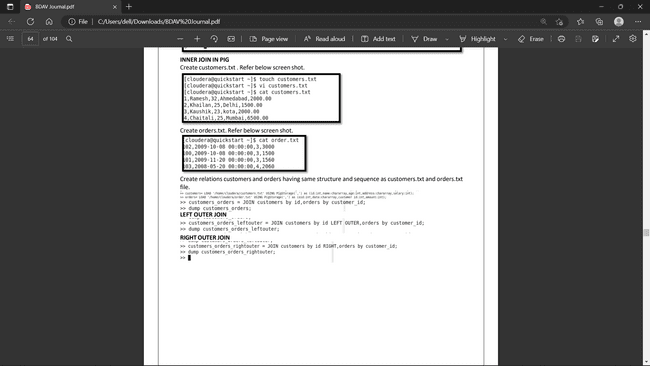 BDAV Journal.pdf
File
C:/Users/dell/Downloads/BDAV%20Journal.pdf
64 of 104
Page view
Read aloud
Add text
Draw
Highlight
Erase
INNER JOIN IN PIG
Create customers.txt . Refer below screen shot.
[cloudera@quickstart ~]$ touch customers.txt
[cloudera@quickstart ~]$ vi customers.txt
[cloudera@quickstart ~]$ cat customers.txt
1,Ramesh,32,Ahmedabad,2000.00
2,Khailan,25,Delhi,1500.00
3,Kaushik,23,kota,2000.00
4,Chaitali,25,Mumbai,6500.00
Create orders.txt. Refer below screen shot.
cloudera@quickstart ~]$ cat order.txt
102,2009-10-08 00:00:00,3,3000
100,2009-10-08 00:00:00,3,1500
101,2009-11-20 00:00:00,3,1560
103,2008-05-20 00:00:00,4,2060
Create relations customers and orders having same structure and sequence as customers.txt and orders.txt
file.
>> customers_orders = JOIN customers by id,orders by customer_id;
>> dump customers_orders;
LEFT OUTER JOIN
>> customers_orders_leftouter = JOIN customers by id LEFT OUTER,orders by customer_id;
>> dump customers_orders_leftouter;
RIGHT OUTER JOIN
>> customers_orders_rightouter = JOIN customers by id RIGHT,orders by customer_id;
>> dump customers_orders_rightouter;
>>